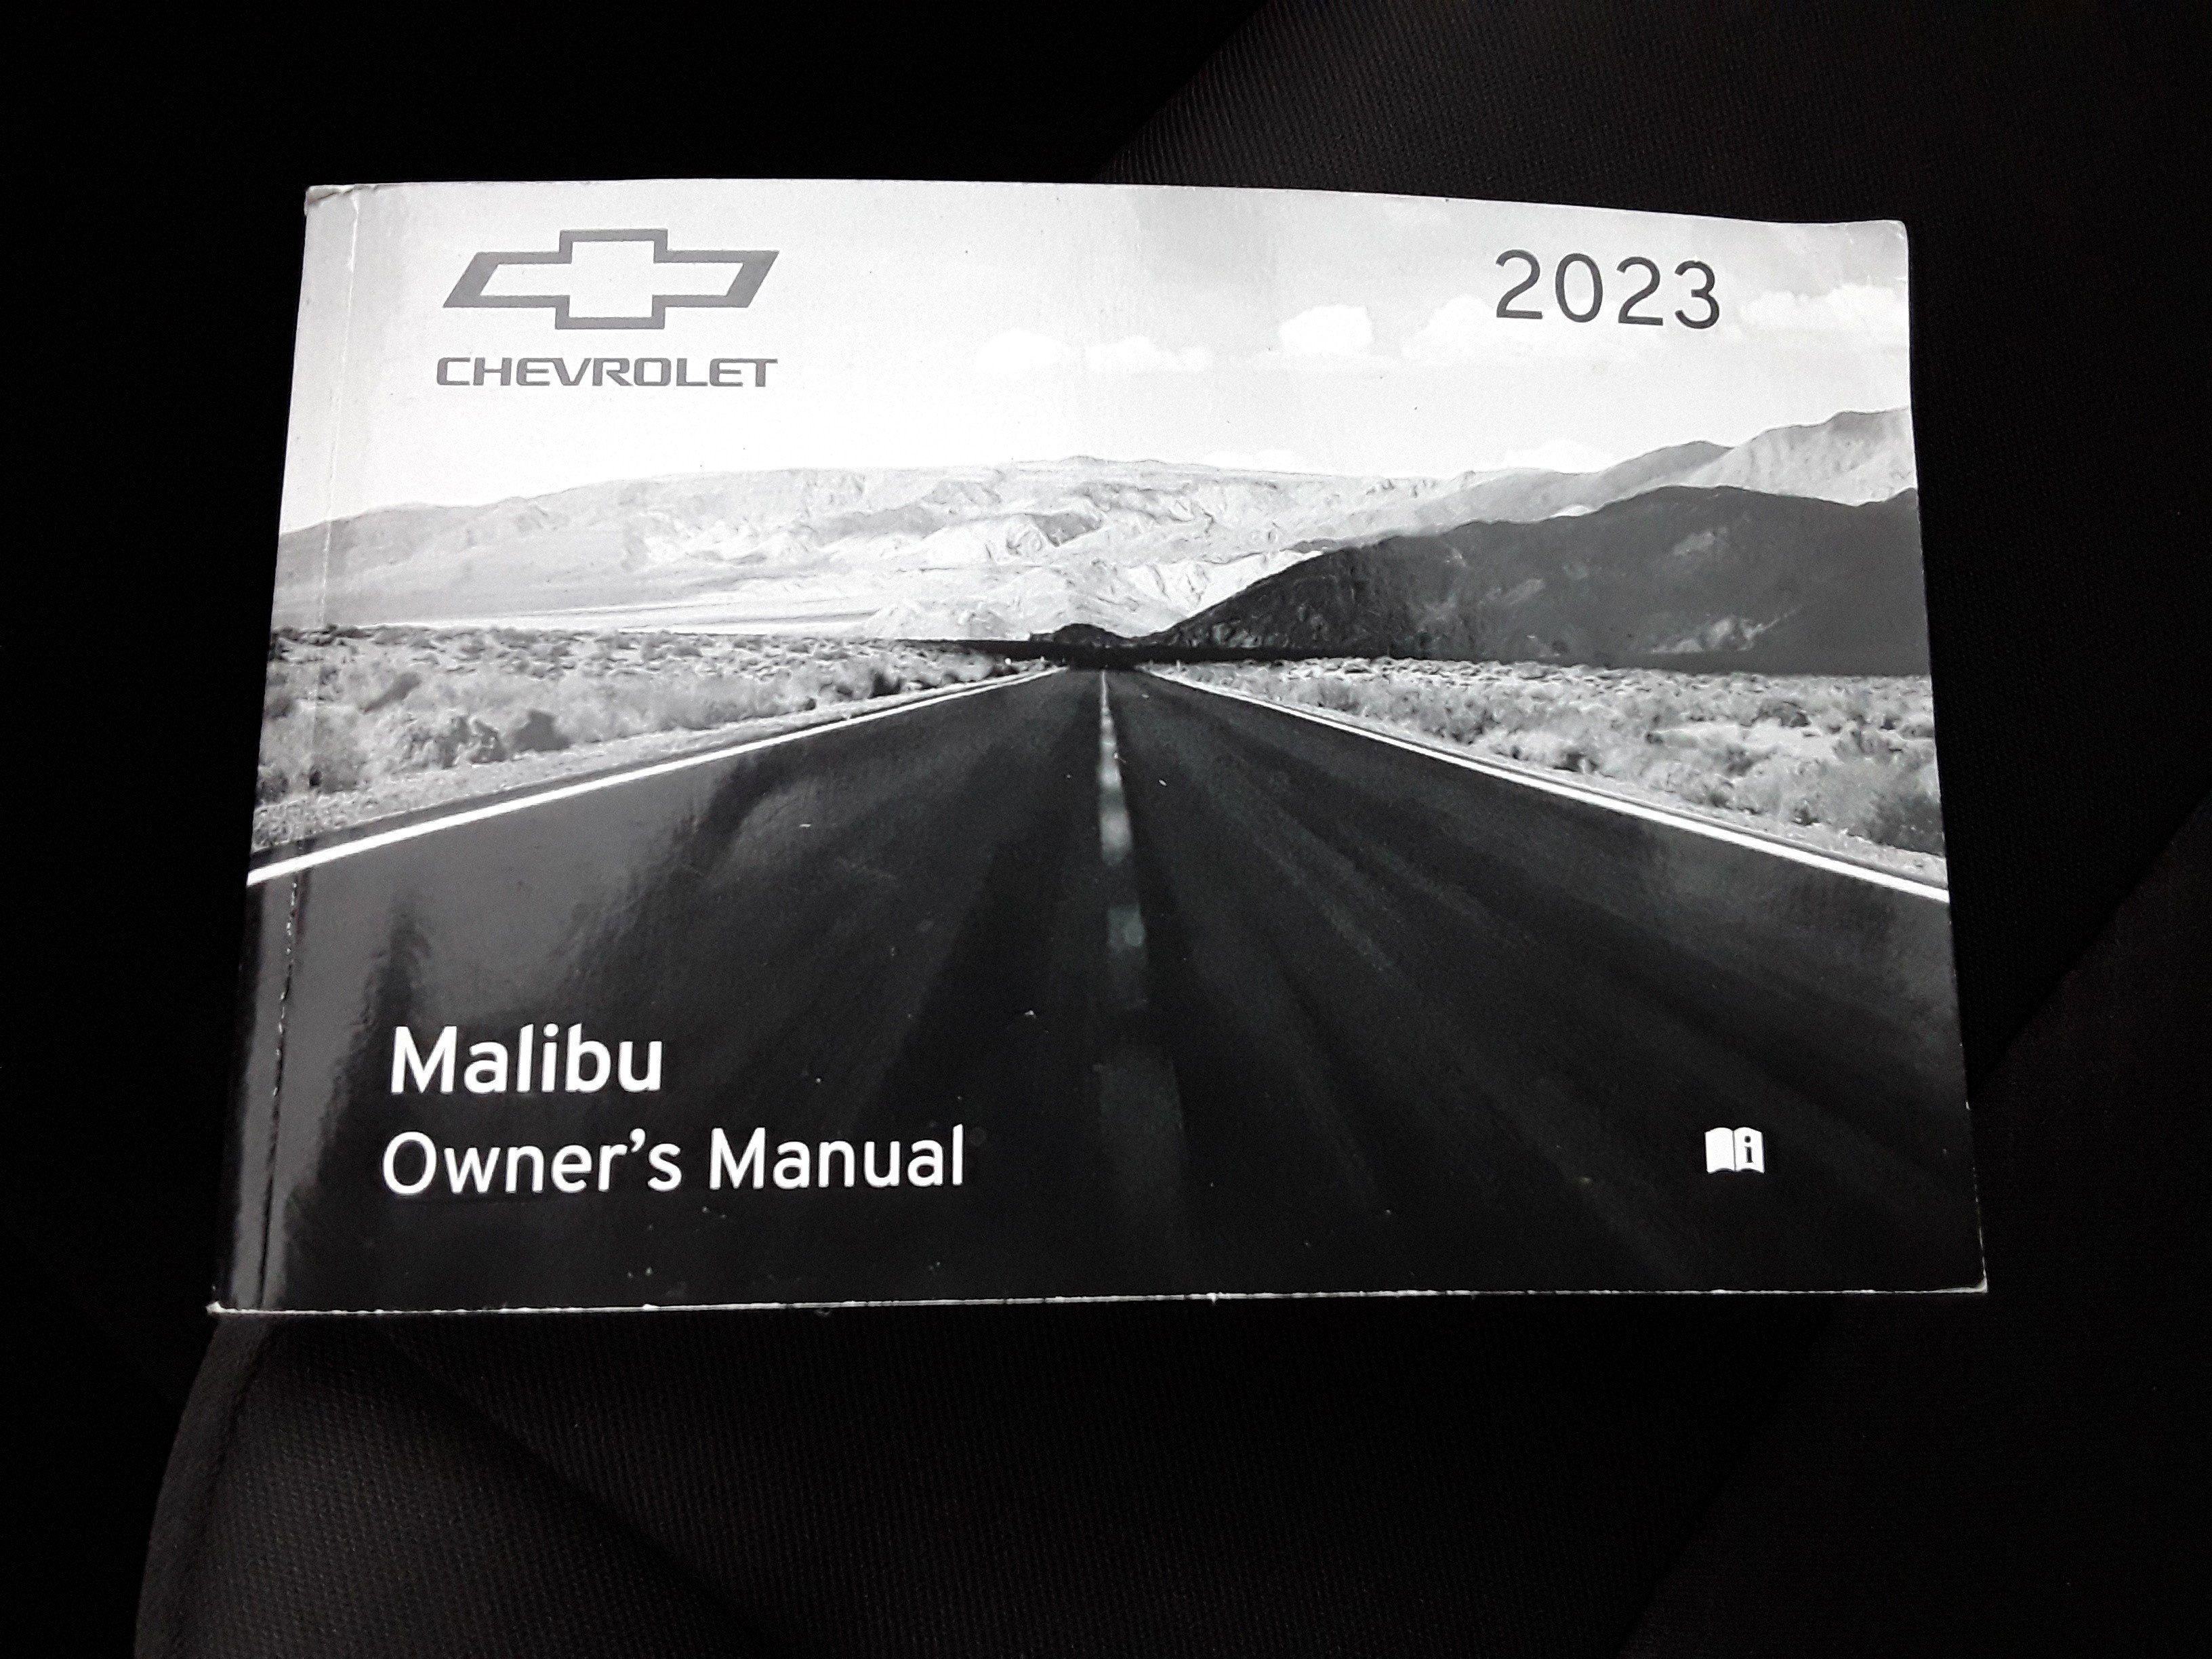 CHEVROLET
2023
Malibu
Owner's Manual